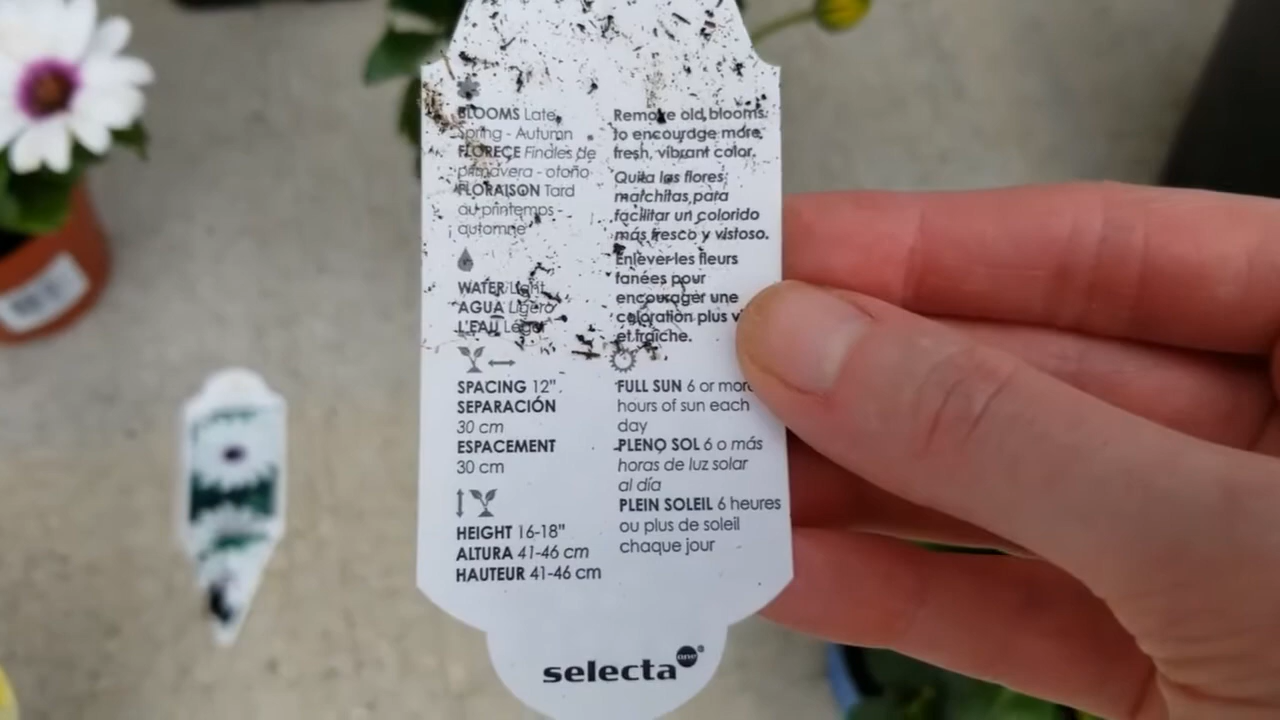 BLOOMS Late
Spring - Autumn
FLORECE Finales de
primavera - otoño
FLORAISON Tard
au printemps -
automne
WATER Light
AGUA Ligero
L'EAU Léger
SPACING 12"
SEPARACIÓN
30 cm
ESPACEMENT
30 cm
HEIGHT 16-18"
ALTURA 41-46 cm
HAUTEUR 41-46 cm
Remove old blooms
to encourage more,
fresh, vibrant color.
Quita las flores
marchitas para
facilitar un colorido
más fresco y vistoso.
Enlever les fleurs
fanées pour
encourager une
coloration plus
et fraîche.
FULL SUN 6 or more
hours of sun each
day
PLENO SOL 6 o más
horas de luz solar
al día
PLEIN SOLEIL 6 heures
ou plus de soleil
chaque jour
selecta one®